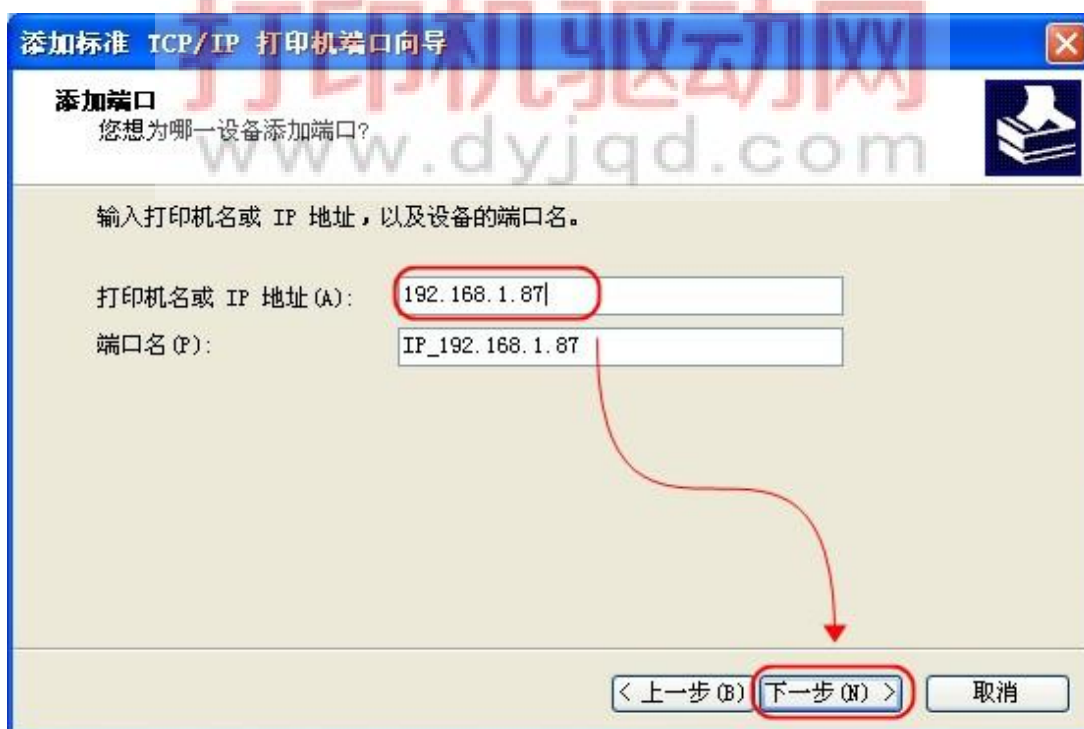 打印机驱动网
www.dyjqd.com
添加标准 TCP/IP 打印机端口向导
添加端口
您想为哪一设备添加端口?
输入打印机名或 IP 地址，以及设备的端口名。
打印机名或 IP 地址(A): 192.168.1.87
端口名(P): IP_192.168.1.87
< 上一步(B) 下一步(N) > 取消